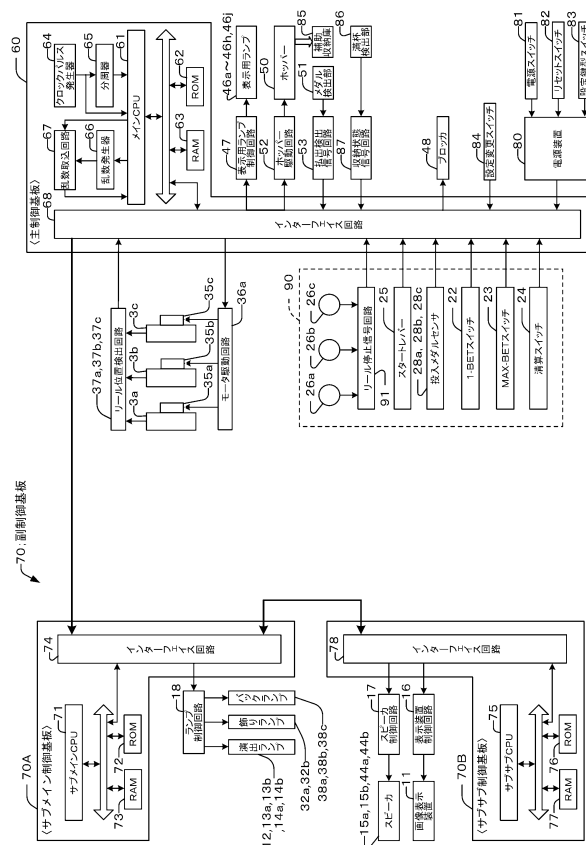 60
〈主制御基板〉
64
クロックパルス
発生器
65
分周器
61
メインCPU
62
ROM
63
RAM
66
乱数発生器
67
乱数取込回路
68
インターフェイス回路
46a～46h,46j
表示用ランプ
47
表示用ランプ
制御回路
50
ホッパー
52
ホッパー
駆動回路
85
補助
収納庫
51
メダル
検出部
53
払出検出
信号回路
86
満杯
検出部
87
収納状態
信号回路
48
ブロッカ
84
設定変更スイッチ
80
電源装置
81
電源スイッチ
82
リセットスイッチ
83
設定鍵型スイッチ
37a,37b,37c
リール位置検出回路
3a
3b
3c
35a
35b
35c
36a
モータ駆動回路
90
26a
26b
26c
リール停止信号回路
91
25
スタートレバー
28a, 28b, 28c
投入メダルセンサ
22
1-BETスイッチ
23
MAX-BETスイッチ
24
清算スイッチ
70;副制御基板
70A
〈サブメイン制御基板〉
71
サブメインCPU
72
ROM
73
RAM
74
インターフェイス回路
18
ランプ
制御回路
バックランプ
38a,38b,38c
飾りランプ
32a,32b
演出ランプ
12,13a,13b
,14a,14b
70B
〈サブサブ制御基板〉
75
サブサブCPU
76
ROM
77
RAM
78
インターフェイス回路
17
スピーカ
制御回路
16
表示装置
制御回路
15a,15b,44a,44b
スピーカ
11
画像表示
装置